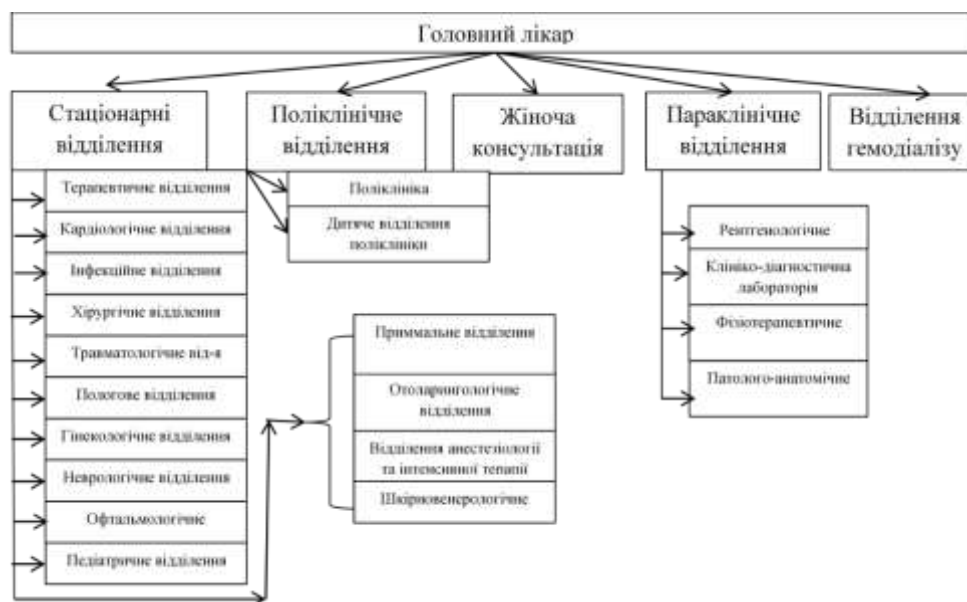 Головний лікар
Стаціонарні
відділення
Поліклінічне
відділення
Жіноча
консультація
Параклінічне
відділення
Відділення
гемодіалізу
Терапевтичне відділення
Кардіологічне відділення
Інфекційне відділення
Хірургічне відділення
Травматологічне від-я
Пологове відділення
Гінекологічне відділення
Неврологічне відділення
Офтальмологічне
Педіатричне відділення
Поліклініка
Дитяче відділення
поліклініки
Приммальне відділення
Отоларингологічне
відділення
Відділення анестезіології
та інтенсивної терапії
Шкірновенерологічне
Рентгенологічне
Клініко-діагностична
лабораторія
Фізіотерапевтичне
Патолого-анатомічне